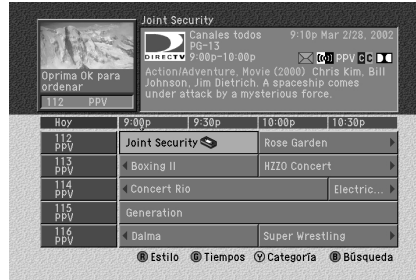 Joint Security
Canales todos 9:10p Mar 2/28, 2002
DIRECTV PG-13
9:00p-10:00p PPV CC
Action/Adventure, Movie (2000) Chris Kim, Bill
Johnson, Jim Dietrich. A spaceship comes
under attack by a mysterious force.
Oprima OK para
ordenar
112 PPV
Hoy 9:00p 9:30p 10:00p 10:30p
112 PPV Joint Security Rose Garden
113 PPV Boxing II HZZO Concert
114 PPV Concert Rio Electric...
115 PPV Generation
116 PPV Dalma Super Wrestling
R Estilo G Tiempos Y Categoría B Búsqueda